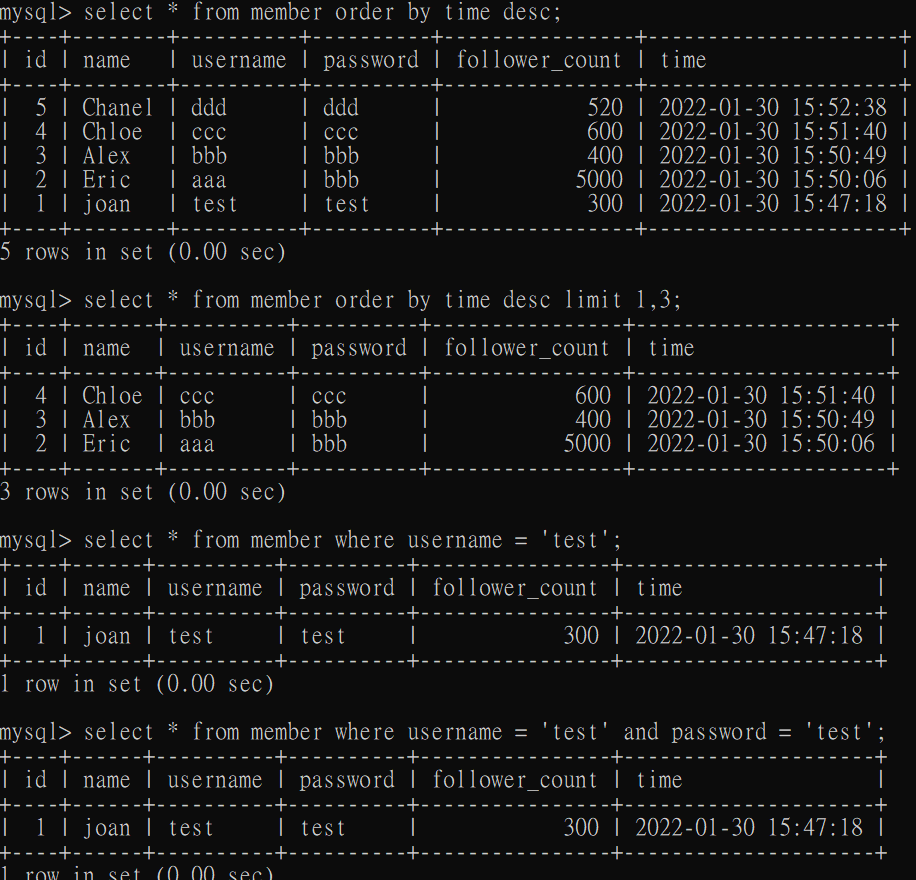 mysql> select * from member order by time desc;
+----+--------+----------+----------+----------------+---------------------+
| id | name   | username | password | follower_count | time                |
+----+--------+----------+----------+----------------+---------------------+
|  5 | Chanel | ddd      | ddd      |            520 | 2022-01-30 15:52:38 |
|  4 | Chloe  | ccc      | ccc      |            600 | 2022-01-30 15:51:40 |
|  3 | Alex   | bbb      | bbb      |            400 | 2022-01-30 15:50:49 |
|  2 | Eric   | aaa      | bbb      |           5000 | 2022-01-30 15:50:06 |
|  1 | joan   | test     | test     |            300 | 2022-01-30 15:47:18 |
+----+--------+----------+----------+----------------+---------------------+
5 rows in set (0.00 sec)
mysql> select * from member order by time desc limit 1,3;
+----+-------+----------+----------+----------------+---------------------+
| id | name  | username | password | follower_count | time                |
+----+-------+----------+----------+----------------+---------------------+
|  4 | Chloe | ccc      | ccc      |            600 | 2022-01-30 15:51:40 |
|  3 | Alex  | bbb      | bbb      |            400 | 2022-01-30 15:50:49 |
|  2 | Eric  | aaa      | bbb      |           5000 | 2022-01-30 15:50:06 |
+----+-------+----------+----------+----------------+---------------------+
3 rows in set (0.00 sec)
mysql> select * from member where username = 'test';
+----+------+----------+----------+----------------+---------------------+
| id | name | username | password | follower_count | time                |
+----+------+----------+----------+----------------+---------------------+
|  1 | joan | test     | test     |            300 | 2022-01-30 15:47:18 |
+----+------+----------+----------+----------------+---------------------+
1 row in set (0.00 sec)
mysql> select * from member where username = 'test' and password = 'test';
+----+------+----------+----------+----------------+---------------------+
| id | name | username | password | follower_count | time                |
+----+------+----------+----------+----------------+---------------------+
|  1 | joan | test     | test     |            300 | 2022-01-30 15:47:18 |
+----+------+----------+----------+----------------+---------------------+
1 row in set (0.00 sec)